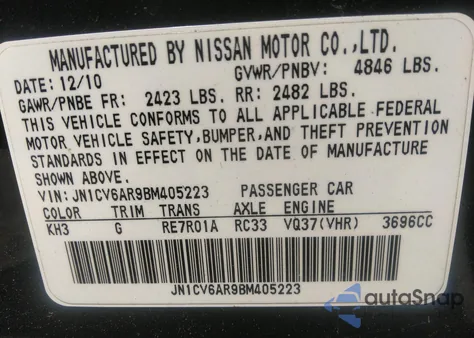 MANUFACTURED BY NISSAN MOTOR CO.,LTD.
DATE: 12/10 GVWR/PNBV: 4846 LBS.
GAWR/PNBE FR: 2423 LBS. RR: 2482 LBS.
THIS VEHICLE CONFORMS TO ALL APPLICABLE FEDERAL
MOTOR VEHICLE SAFETY,BUMPER,AND THEFT PREVENTION
STANDARDS IN EFFECT ON THE DATE OF MANUFACTURE
SHOWN ABOVE.
VIN: JN1CV6AR9BM405223 PASSENGER CAR
COLOR TRIM TRANS AXLE ENGINE
KH3 G RE7R01A RC33 VQ37(VHR) 3696CC
JN1CV6AR9BM405223
autoSnap